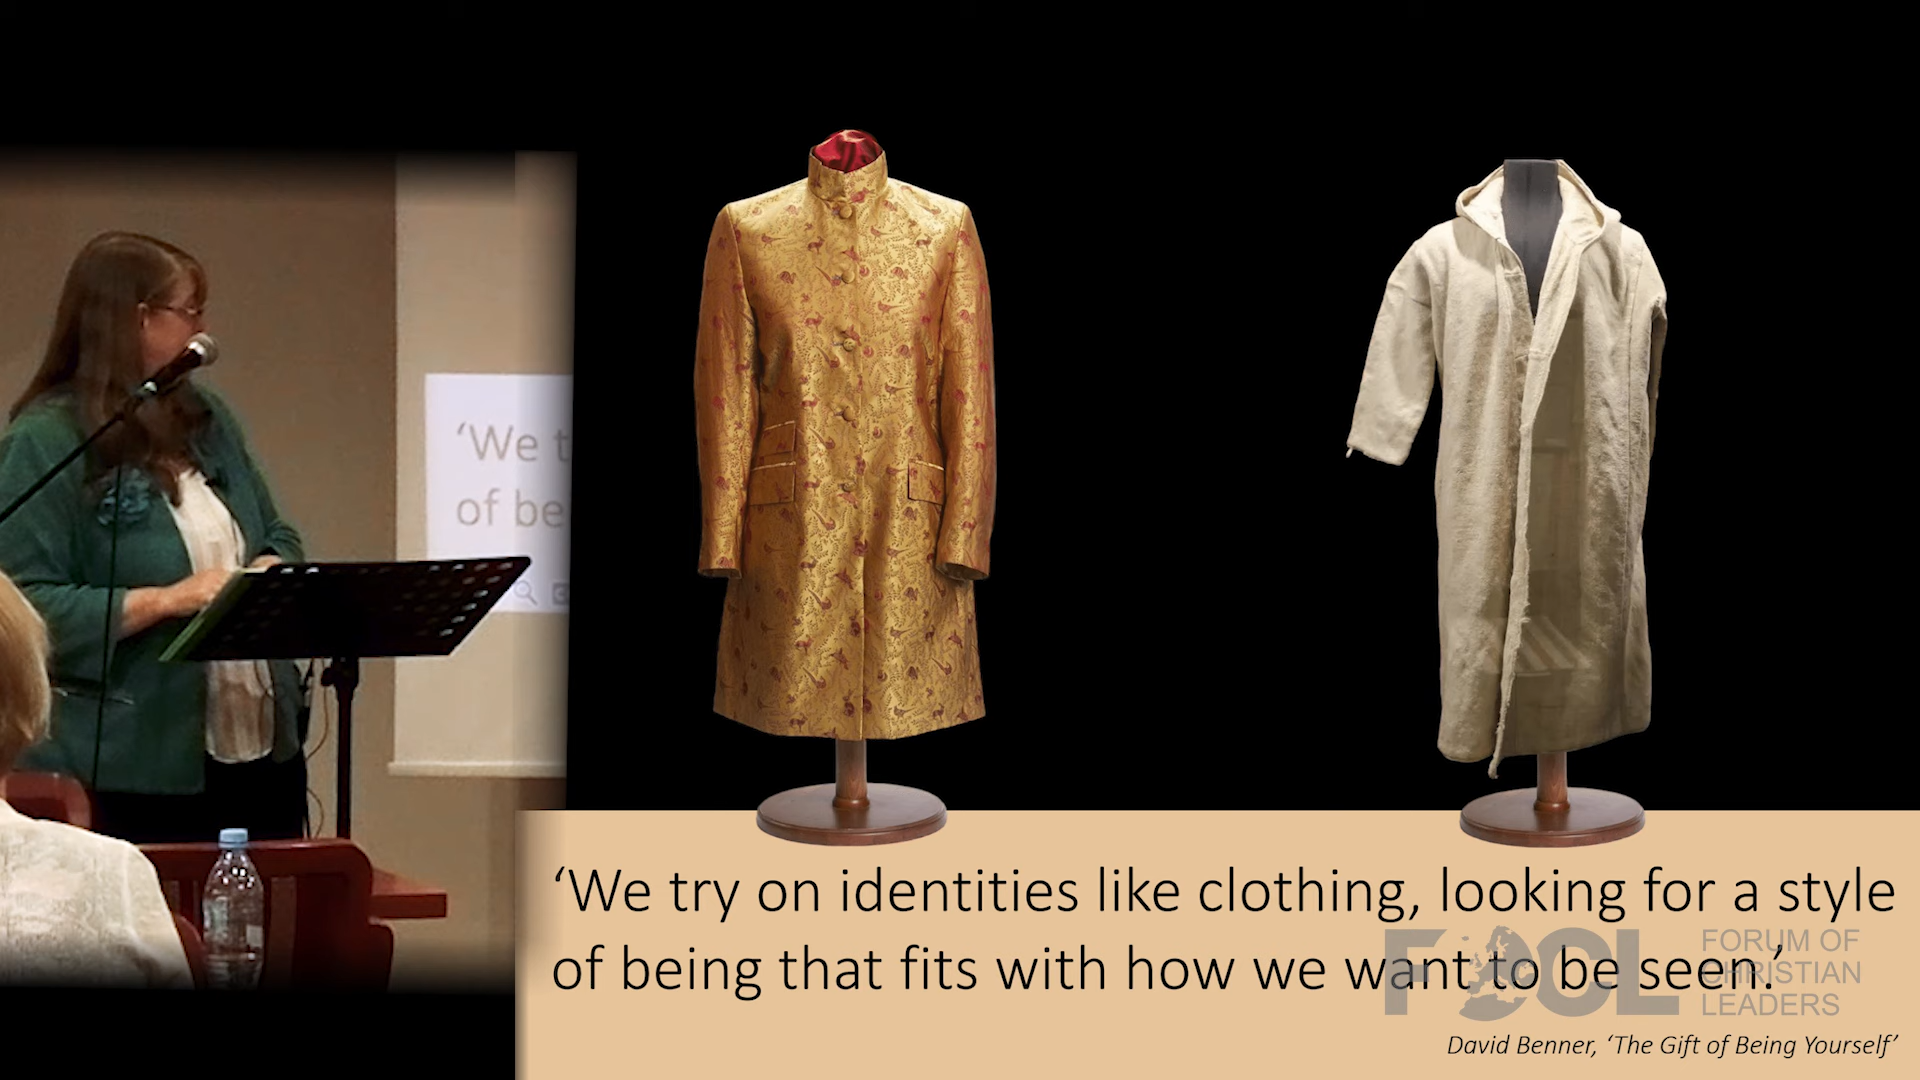 ‘We t
of be
‘We try on identities like clothing, looking for a style
of being that fits with how we want to be seen.’
FOCL
FORUM OF
CHRISTIAN
LEADERS
David Benner, ‘The Gift of Being Yourself’